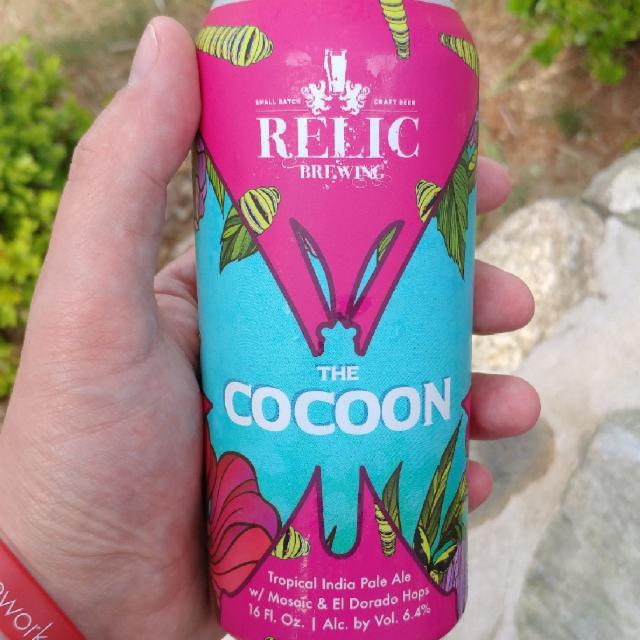 SMALL BATCH CRAFT BEER
RELIC
BREWING
THE
COCOON
Tropical India Pale Ale
w/ Mosaic & El Dorado Hops
16 Fl. Oz. | Alc. by Vol. 6.4%
ework